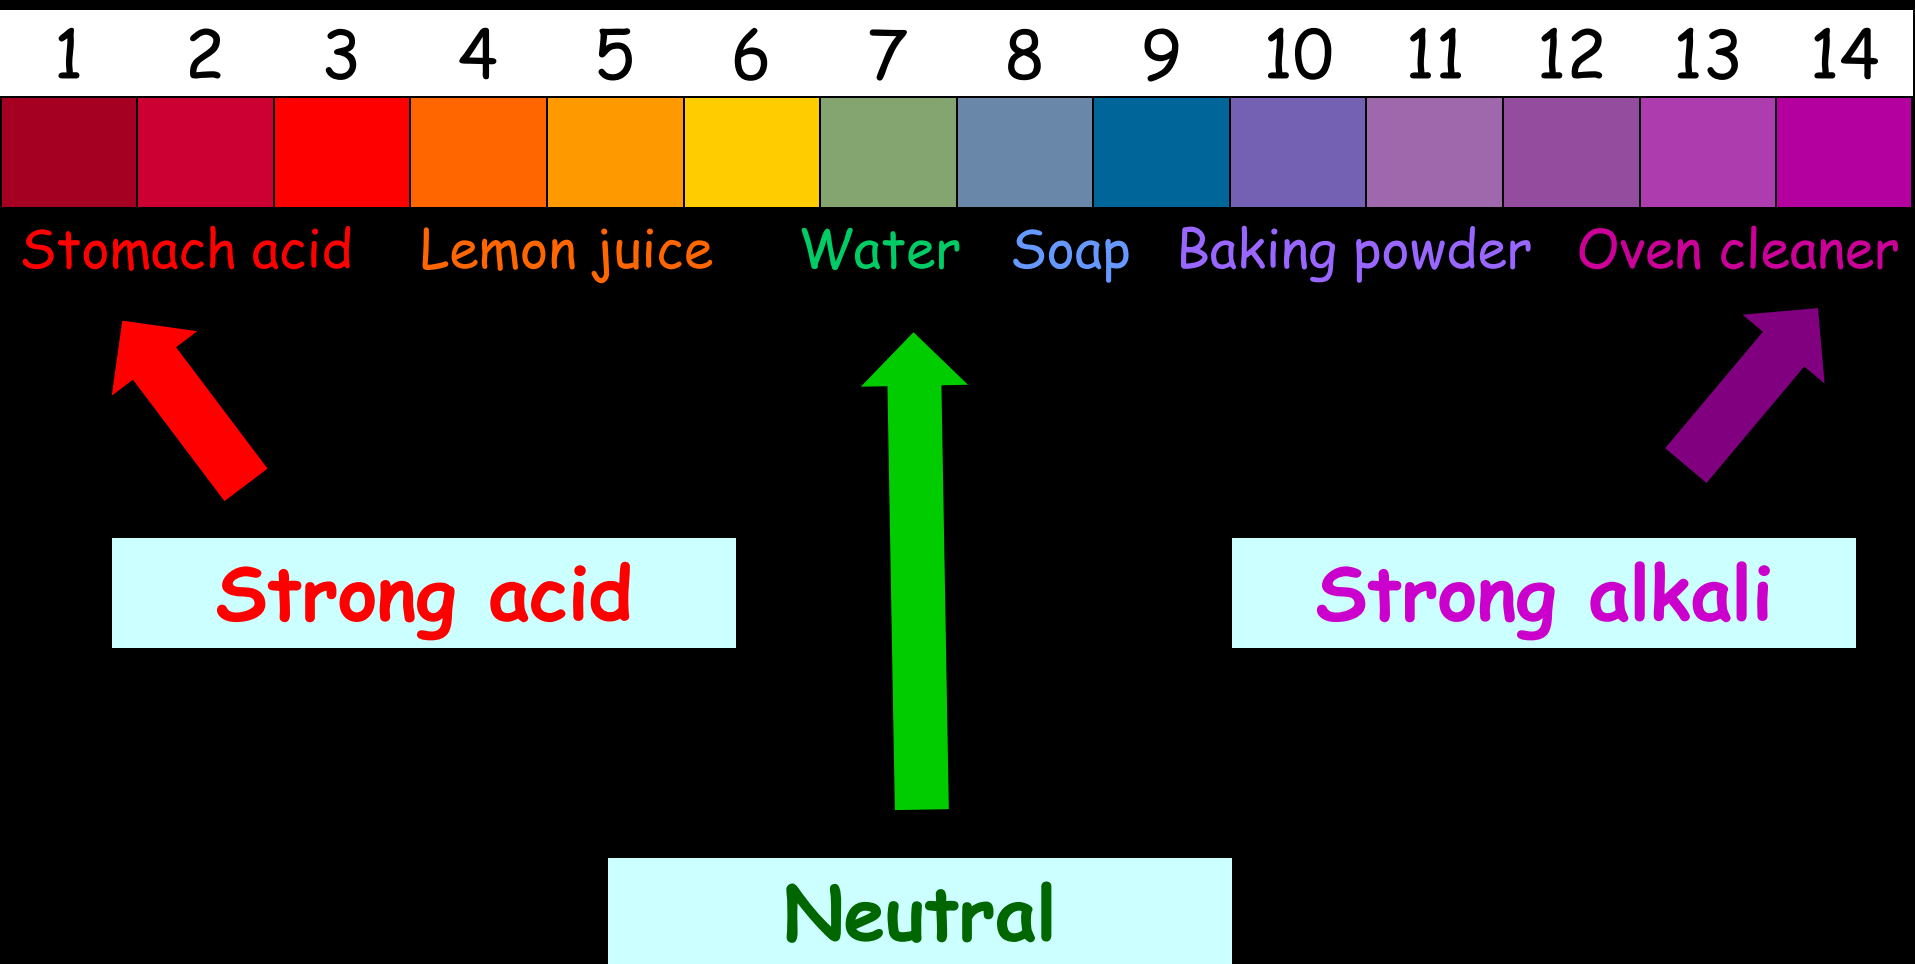 1 2 3 4 5 6 7 8 9 10 11 12 13 14
Stomach acid Lemon juice Water Soap Baking powder Oven cleaner
Strong acid Strong alkali
Neutral